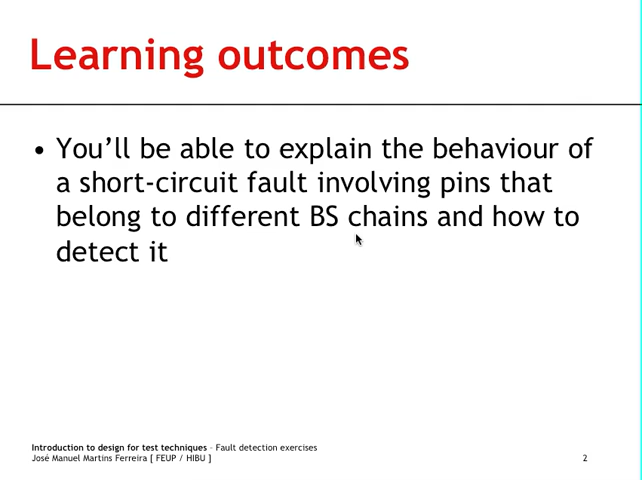 Learning outcomes
• You’ll be able to explain the behaviour of
a short-circuit fault involving pins that
belong to different BS chains and how to
detect it
Introduction to design for test techniques - Fault detection exercises
José Manuel Martins Ferreira [ FEUP / HIBU ]
2